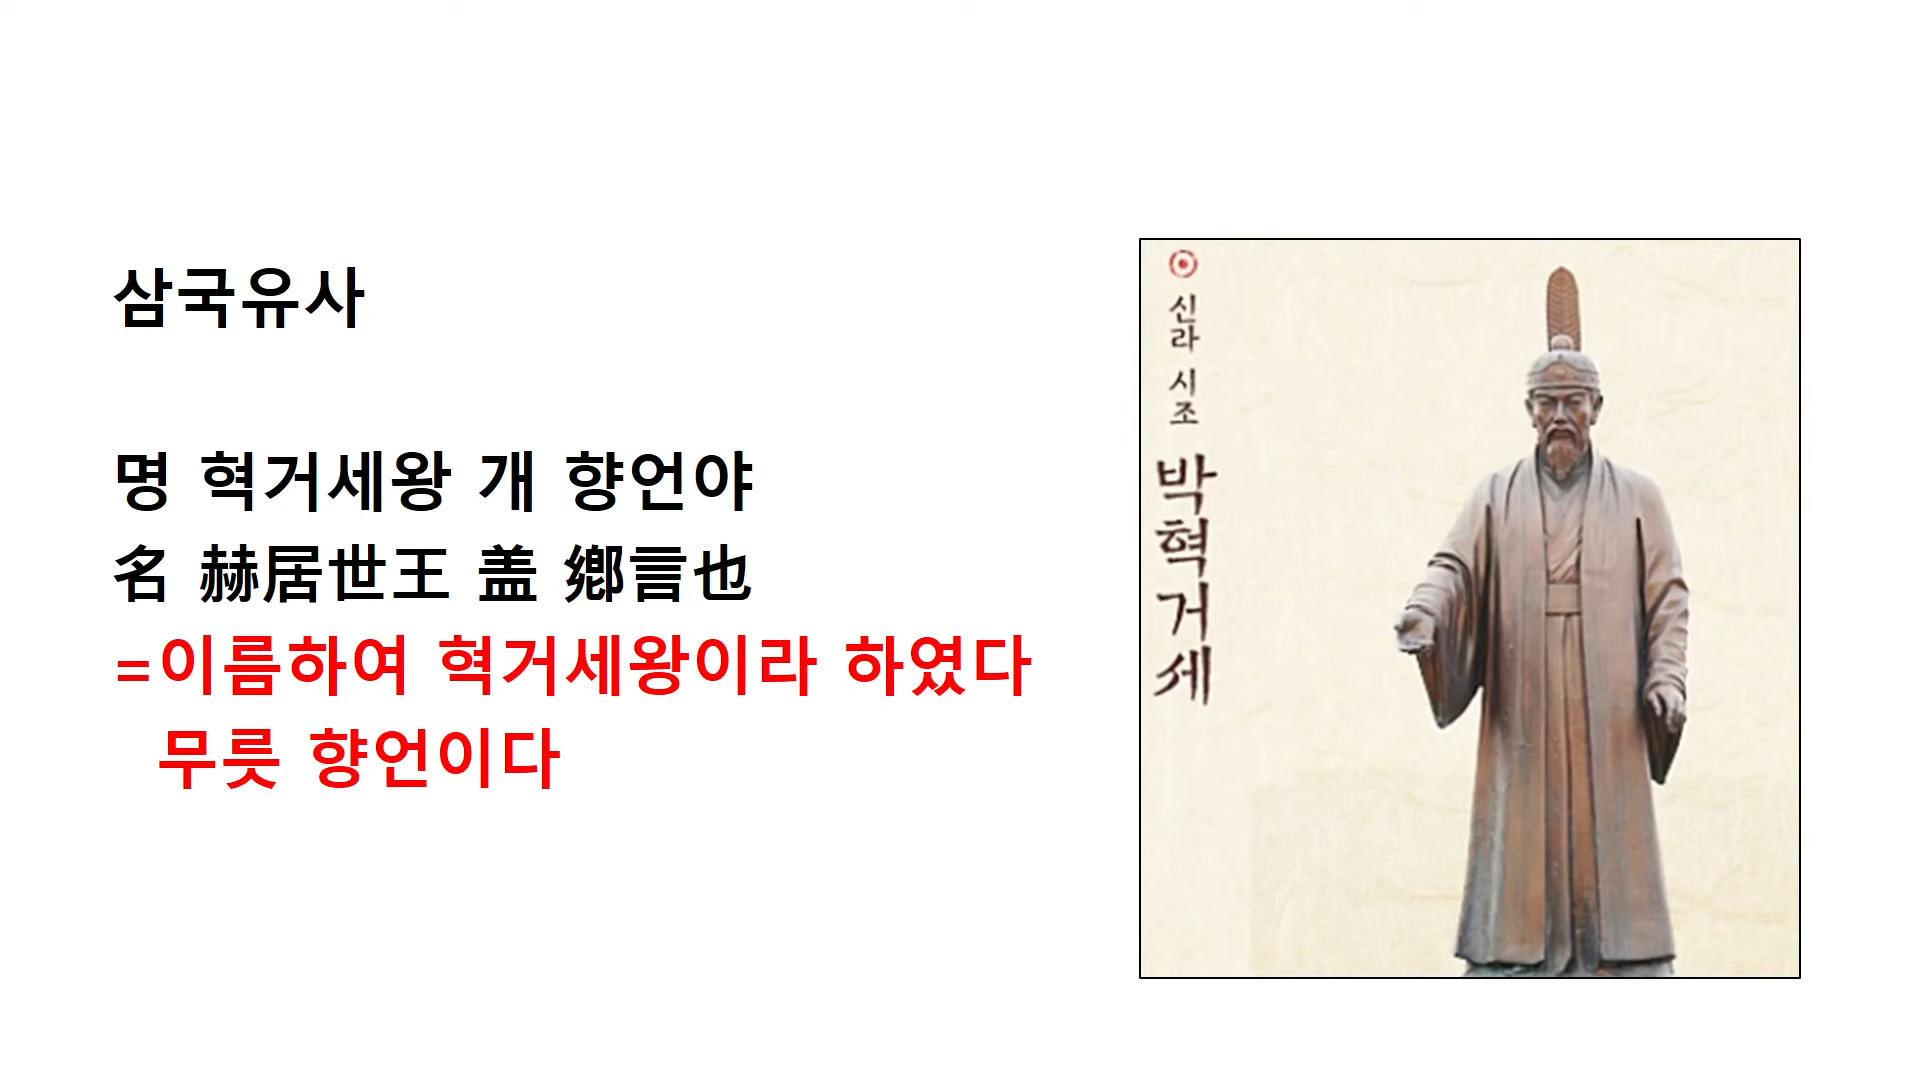 삼국유사
명 혁거세왕 개 향언야
名 赫居世王 盖 鄕言也
=이름하여 혁거세왕이라 하였다
무릇 향언이다
신라 시조
박혁거세